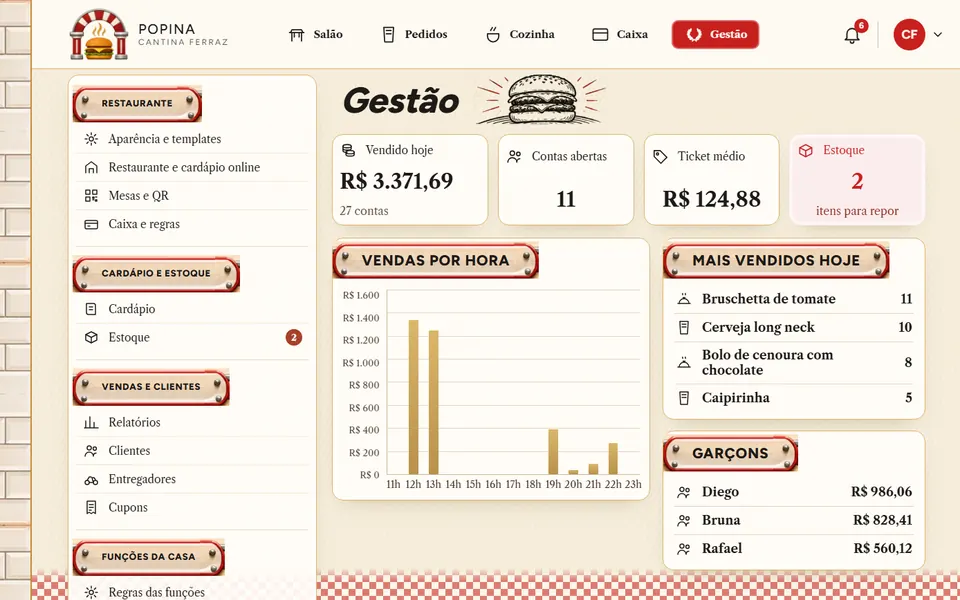 POPINA
CANTINA FERRAZ
Salão
Pedidos
Cozinha
Caixa
Gestão
6
CF
RESTAURANTE
Aparência e templates
Restaurante e cardápio online
Mesas e QR
Caixa e regras
CARDÁPIO E ESTOQUE
Cardápio
Estoque
2
VENDAS E CLIENTES
Relatórios
Clientes
Entregadores
Cupons
FUNÇÕES DA CASA
Regras das funções
Gestão
Vendido hoje
R$ 3.371,69
27 contas
Contas abertas
11
Ticket médio
R$ 124,88
Estoque
2
itens para repor
VENDAS POR HORA
R$ 1.600
R$ 1.400
R$ 1.200
R$ 1.000
R$ 800
R$ 600
R$ 400
R$ 200
R$ 0
11h 12h 13h 14h 15h 16h 17h 18h 19h 20h 21h 22h 23h
MAIS VENDIDOS HOJE
Bruschetta de tomate 11
Cerveja long neck 10
Bolo de cenoura com
chocolate 8
Caipirinha 5
GARÇONS
Diego R$ 986,06
Bruna R$ 828,41
Rafael R$ 560,12